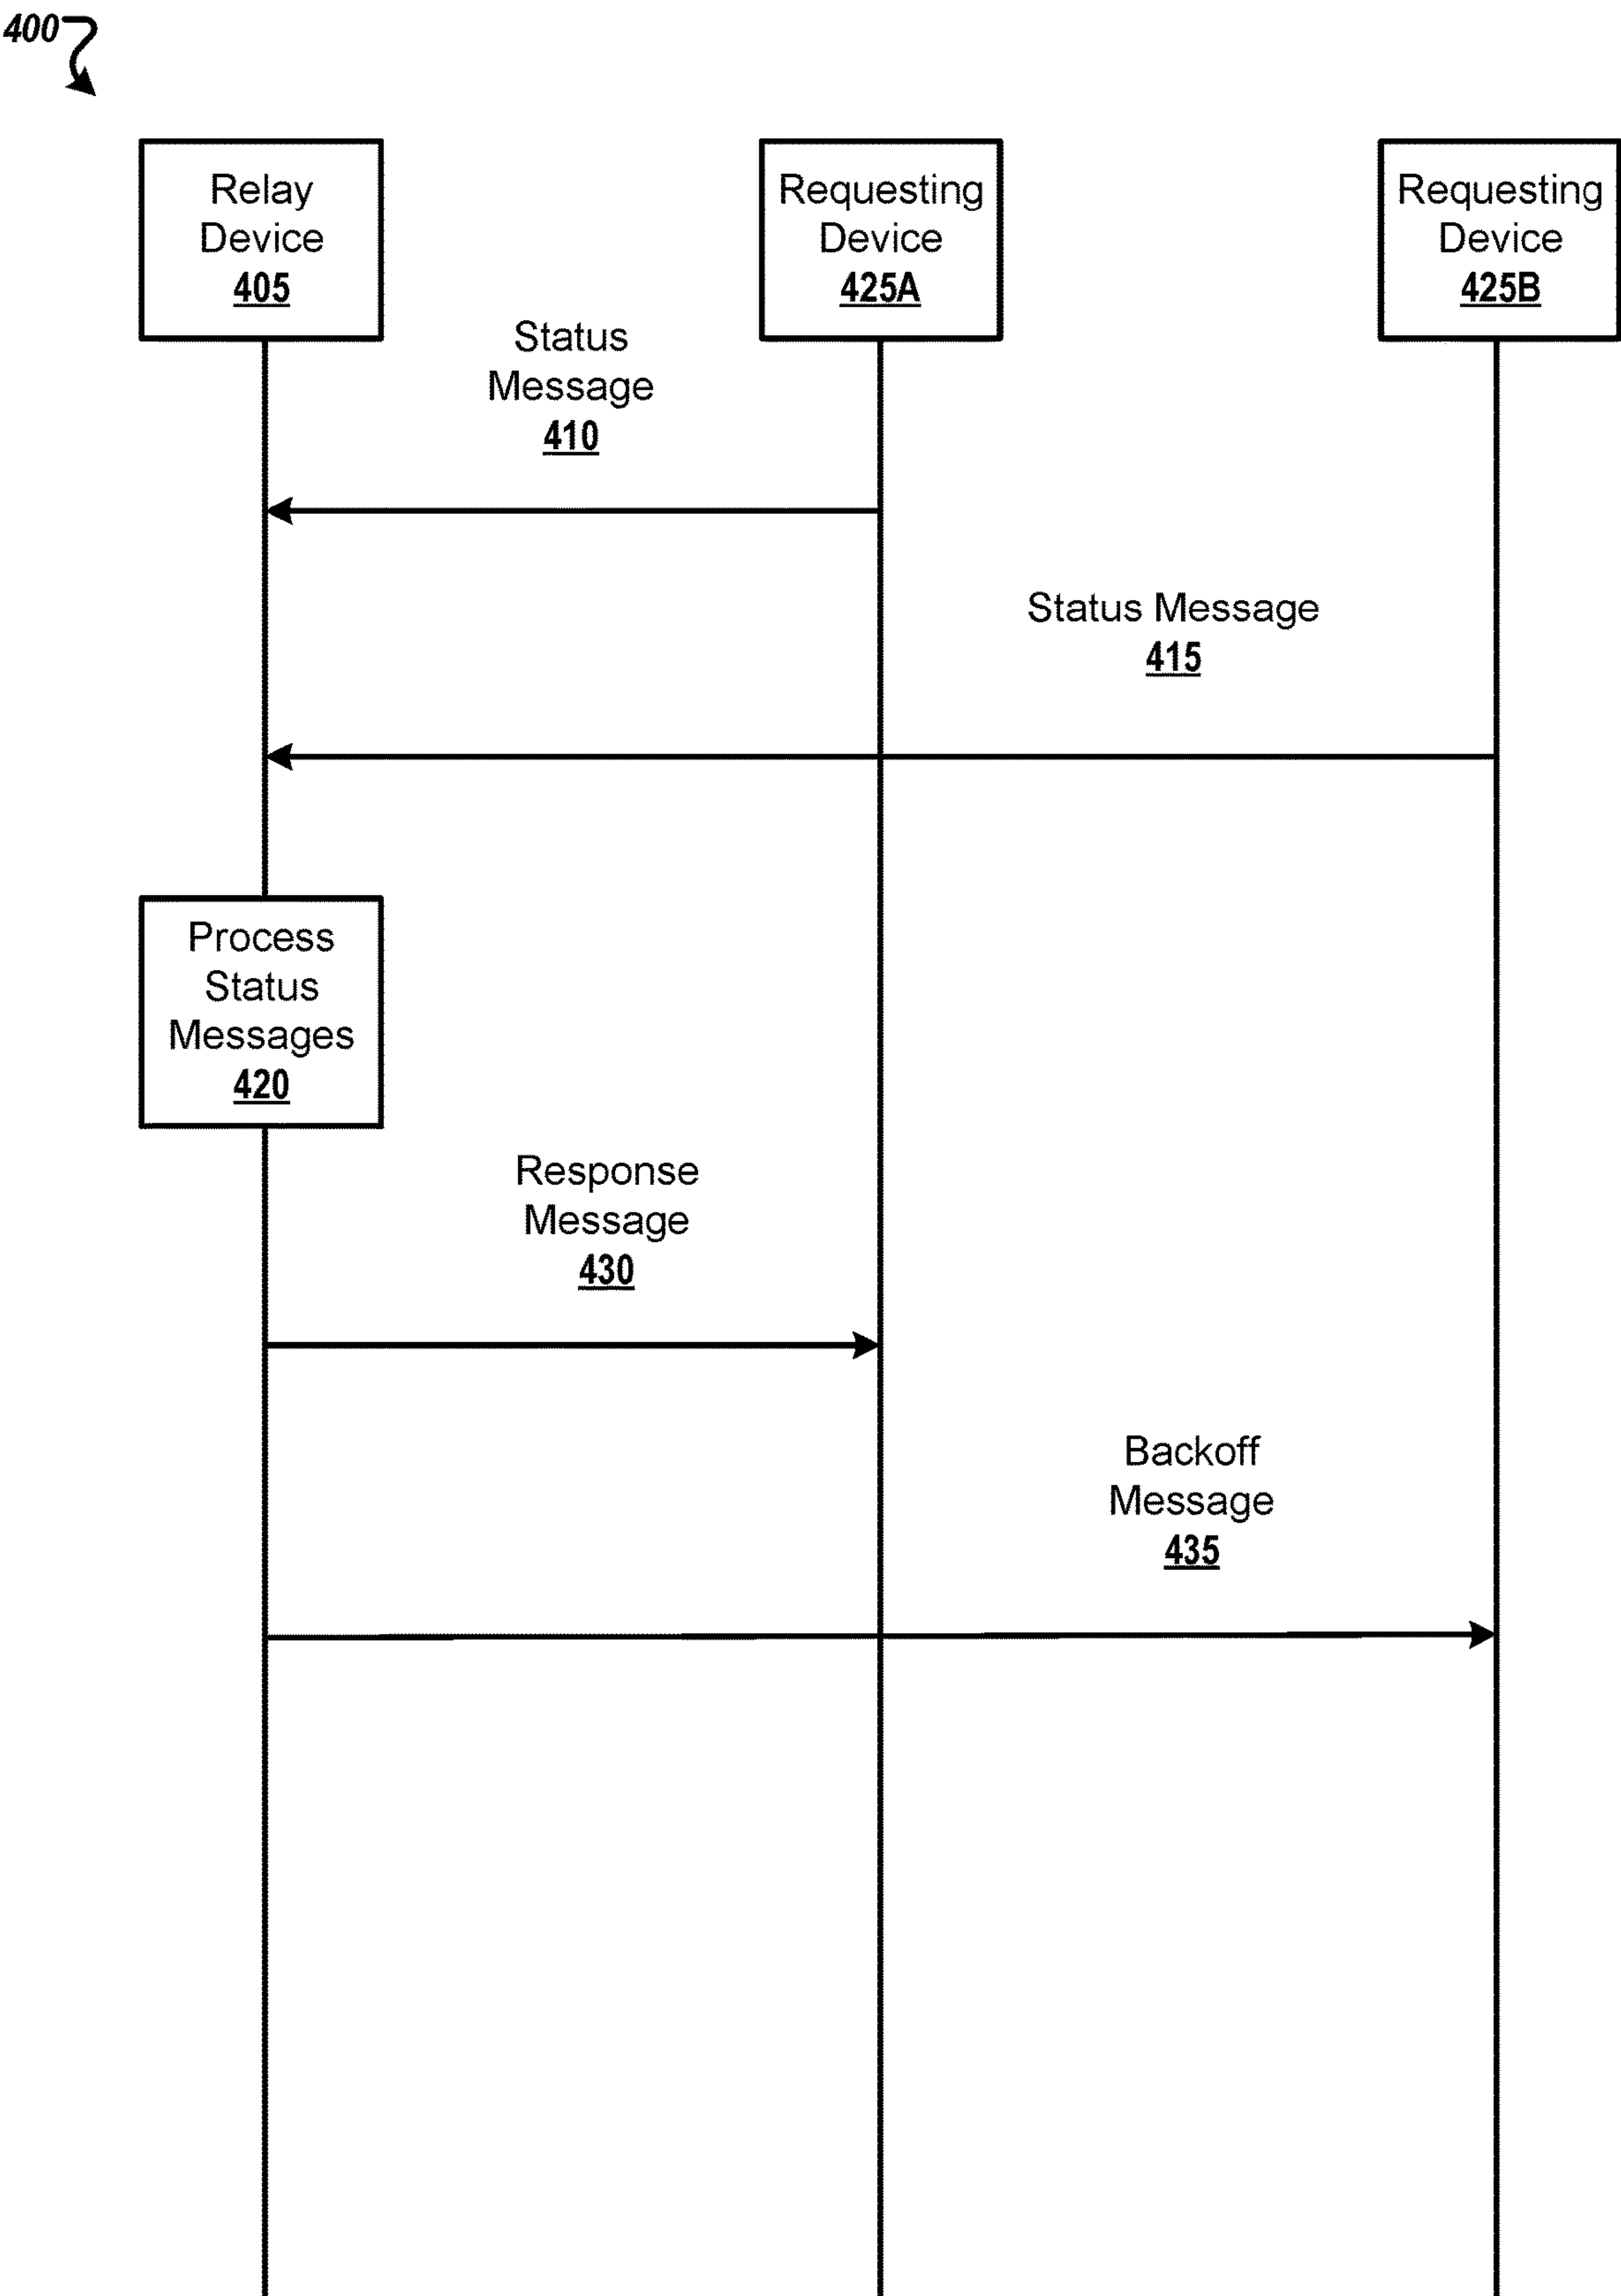 400
Relay
Device
405
Requesting
Device
425A
Requesting
Device
425B
Status
Message
410
Status Message
415
Process
Status
Messages
420
Response
Message
430
Backoff
Message
435